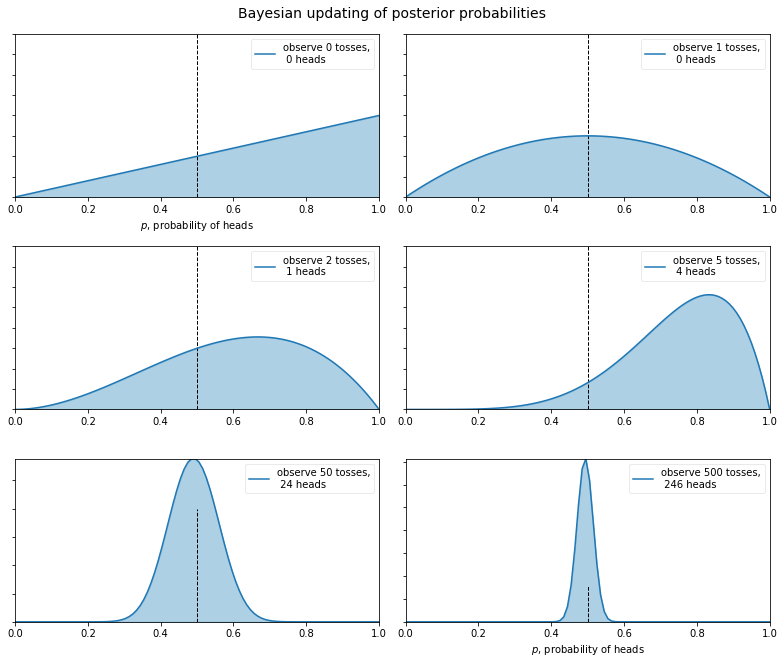 Bayesian updating of posterior probabilities
observe 0 tosses,
0 heads
0.0 0.2 0.4 0.6 0.8 1.0
p, probability of heads
observe 1 tosses,
0 heads
0.0 0.2 0.4 0.6 0.8 1.0
observe 2 tosses,
1 heads
0.0 0.2 0.4 0.6 0.8 1.0
observe 5 tosses,
4 heads
0.0 0.2 0.4 0.6 0.8 1.0
observe 50 tosses,
24 heads
0.0 0.2 0.4 0.6 0.8 1.0
observe 500 tosses,
246 heads
0.0 0.2 0.4 0.6 0.8 1.0
p, probability of heads